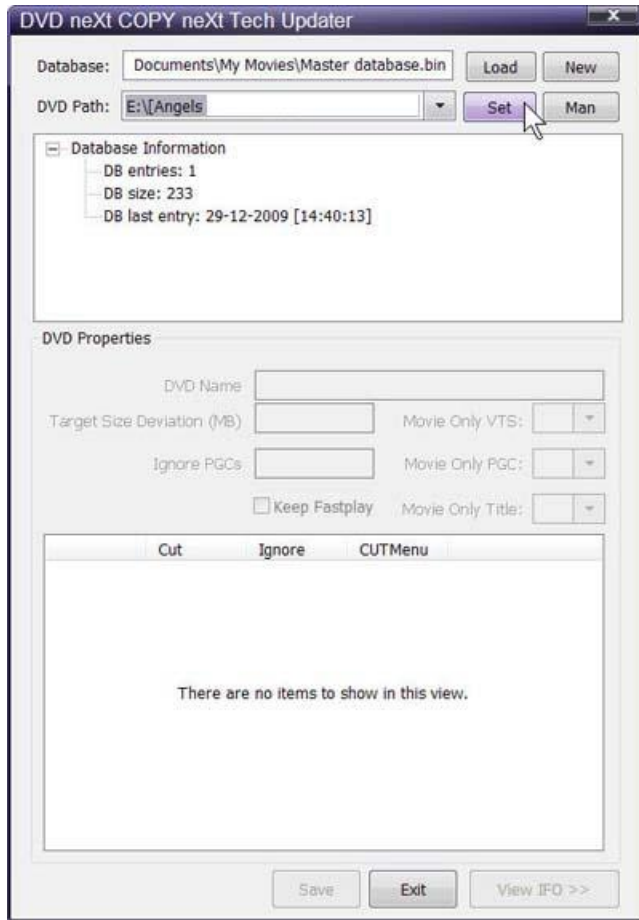 DVD neXt COPY neXt Tech Updater
Database: Documents\My Movies\Master database.bin Load New
DVD Path: E:\[Angels Set Man
Database Information
DB entries: 1
DB size: 233
DB last entry: 29-12-2009 [14:40:13]
DVD Properties
DVD Name
Target Size Deviation (MB) Movie Only VTS:
Ignore PGCs Movie Only PGC:
Keep Fastplay Movie Only Title:
Cut Ignore CUTMenu
There are no items to show in this view.
Save Exit View IFO >>